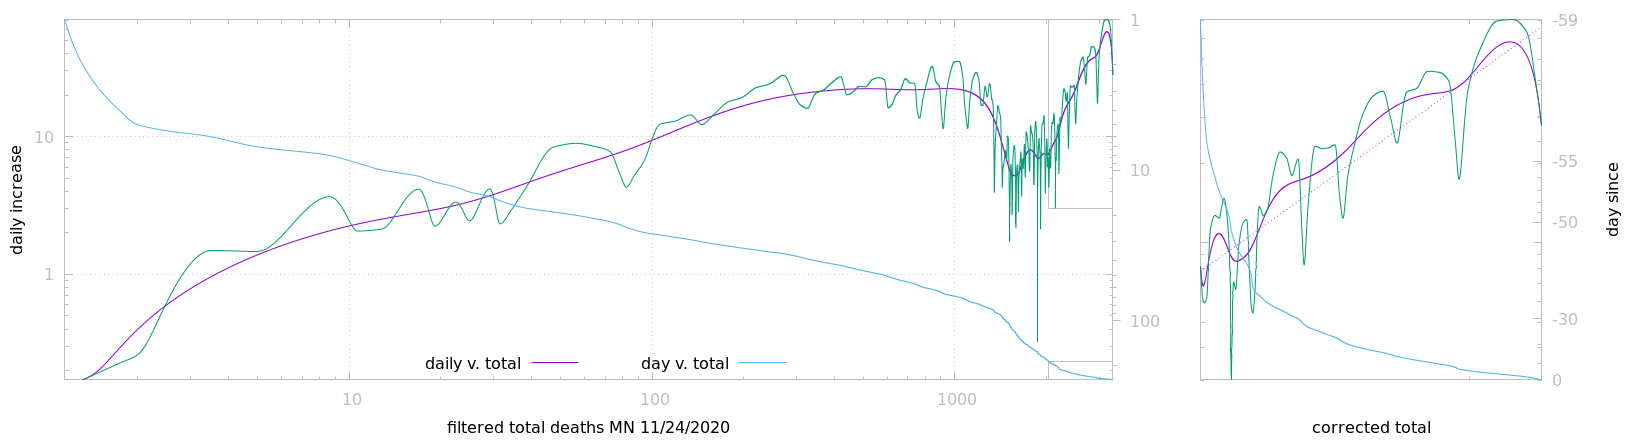 1
-59
10
10
-55
daily increase
-50
day since
1
100
-30
daily v. total
day v. total
0
10
100
1000
filtered total deaths MN 11/24/2020
corrected total